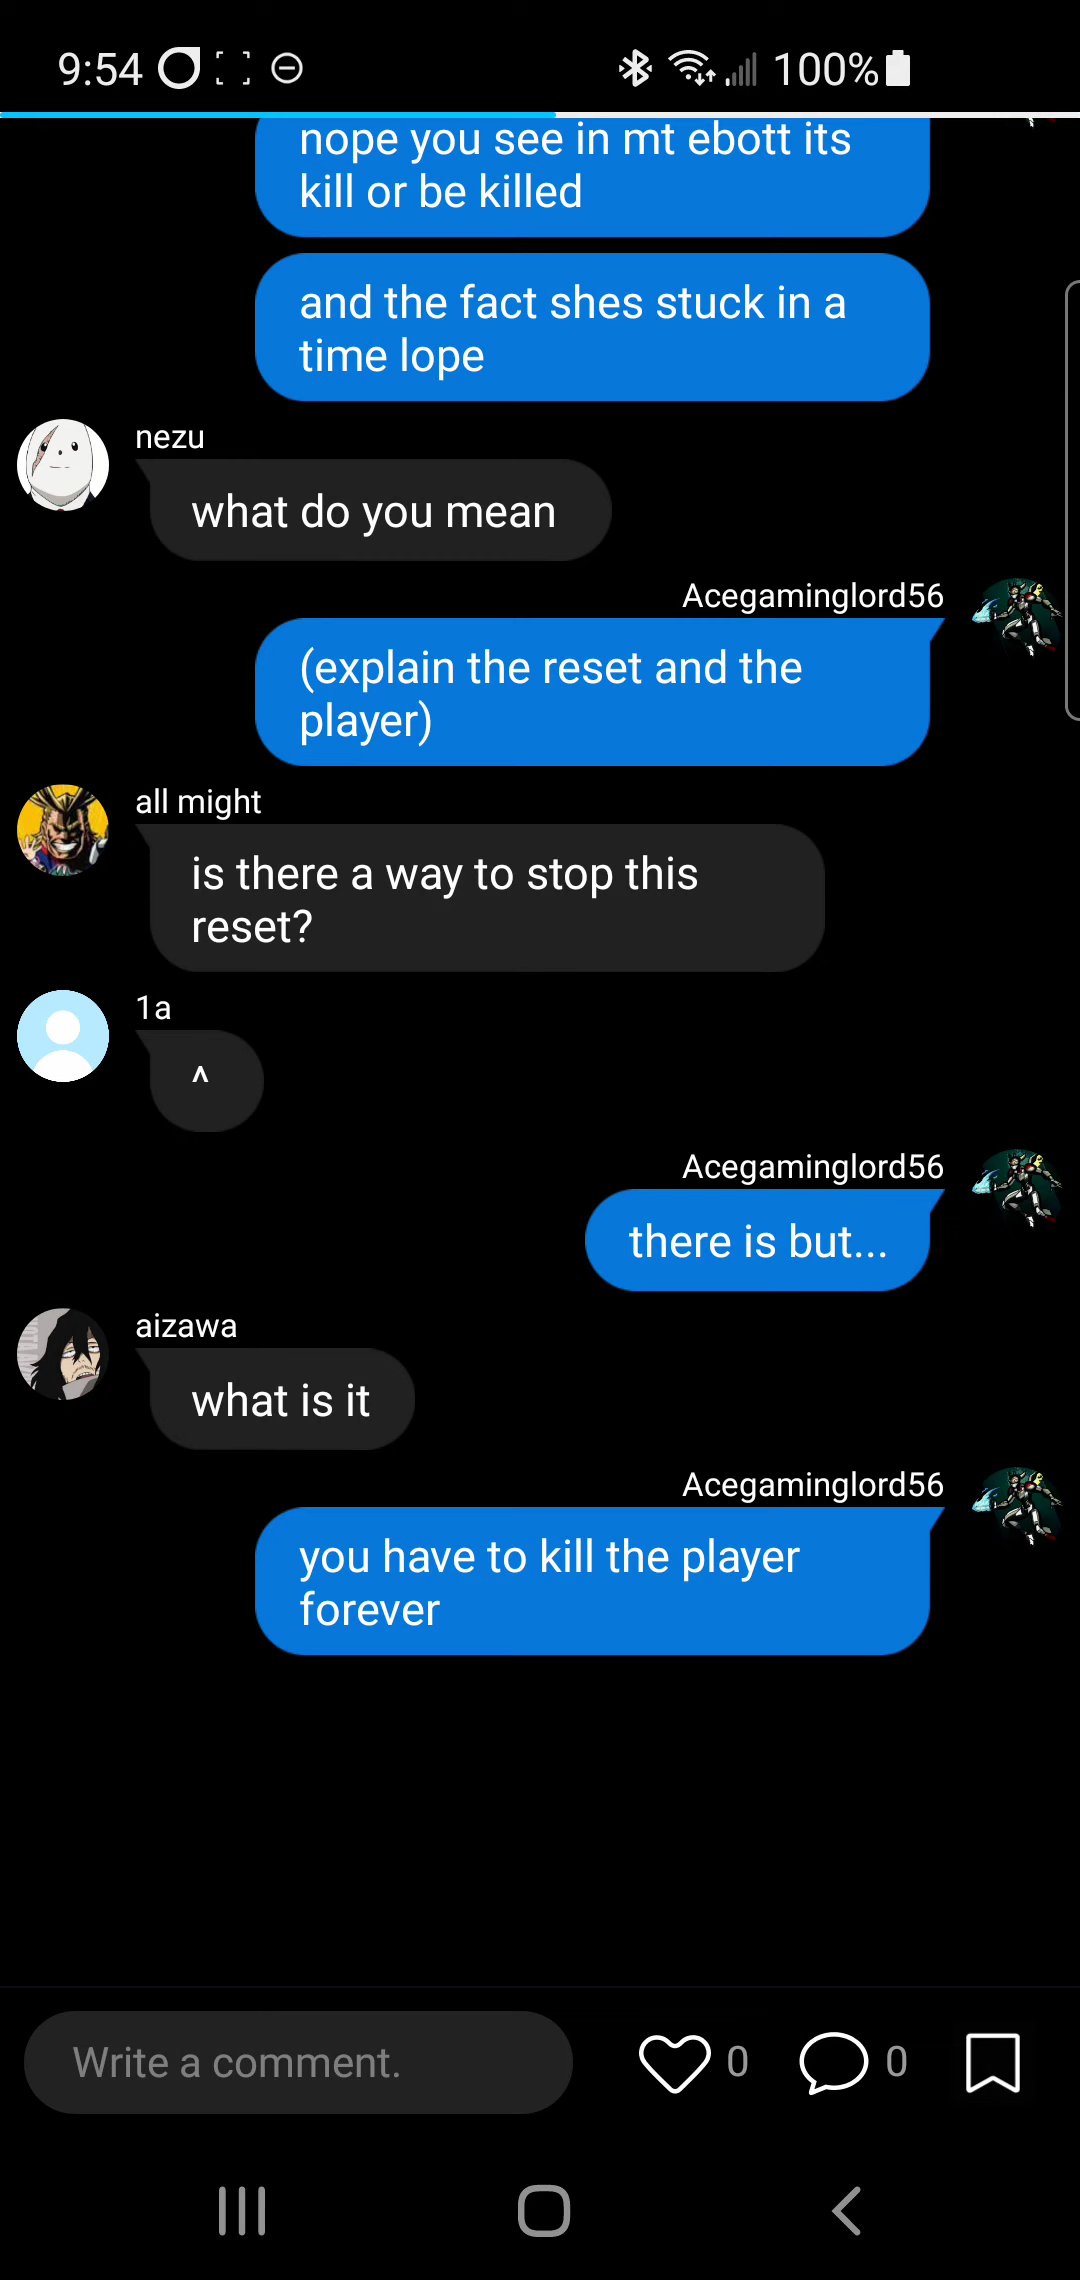 9:54
100%
nope you see in mt ebott its
kill or be killed
and the fact shes stuck in a
time lope
nezu
what do you mean
Acegaminglord56
(explain the reset and the
player)
all might
is there a way to stop this
reset?
1a
^
Acegaminglord56
there is but...
aizawa
what is it
Acegaminglord56
you have to kill the player
forever
Write a comment.
0
0